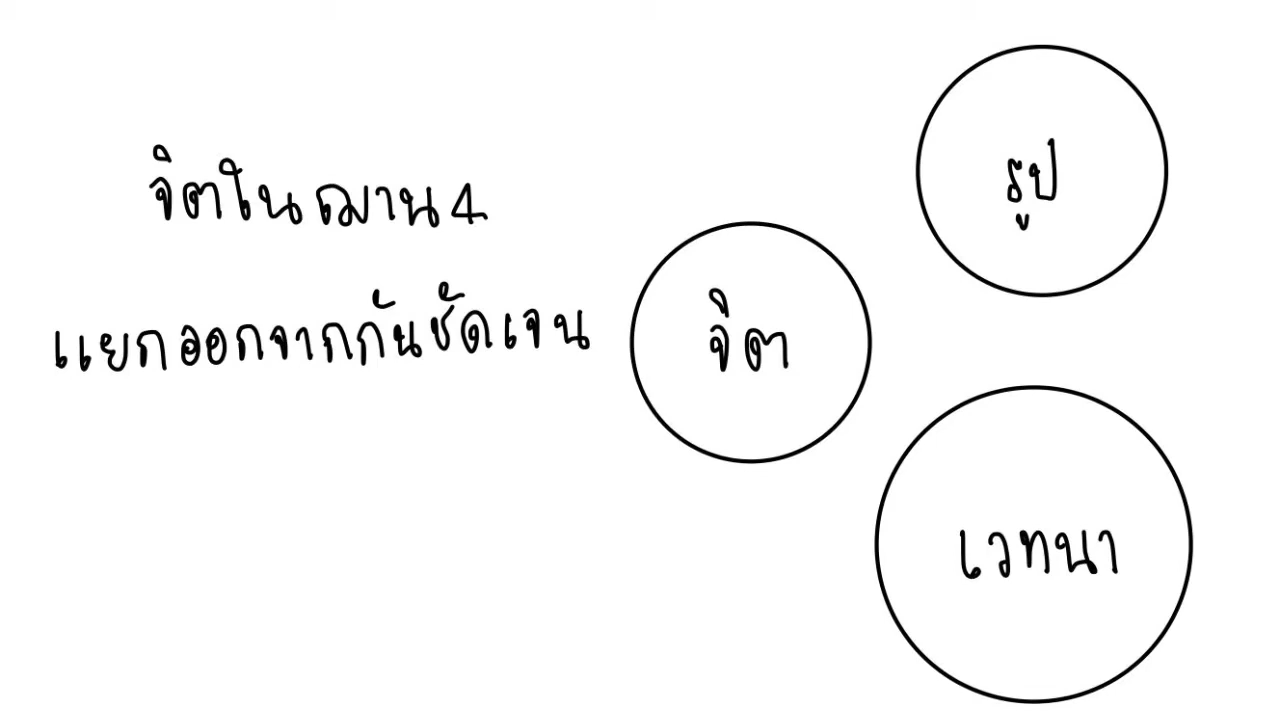 จิตในฌาน4
แยกออกจากกันชัดเจน
รูป
จิต
เวทนา